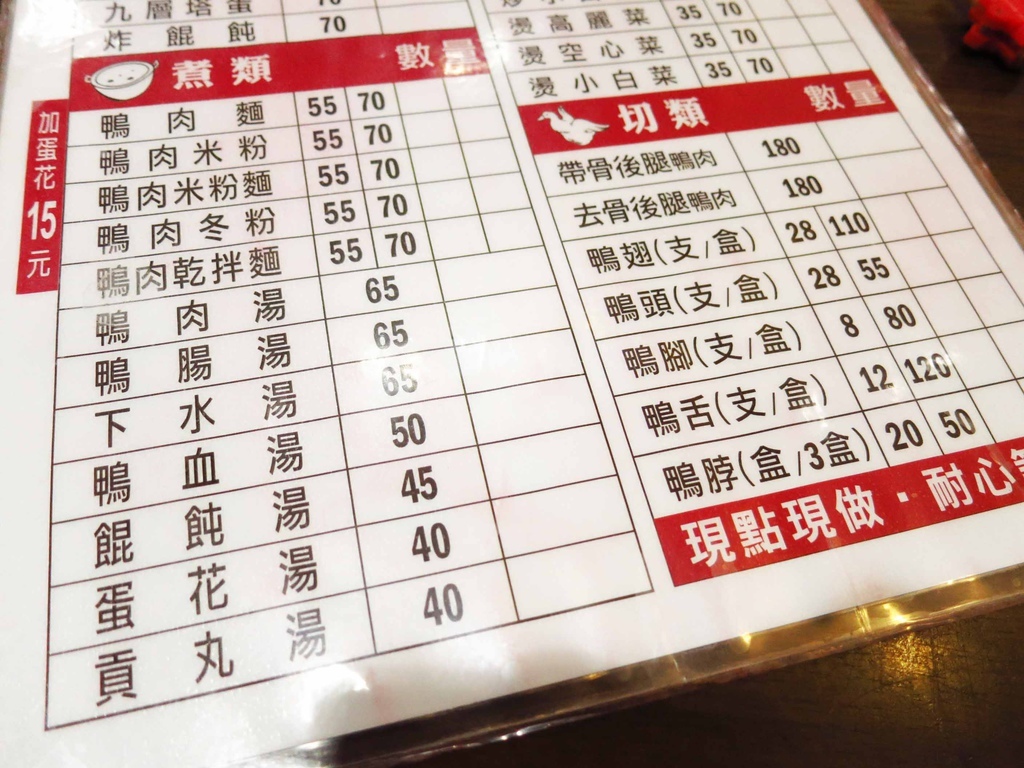 九層塔蛋 70
炸餛飩 70
煮類 數量
加蛋花15元
鴨肉麵 55 70
鴨肉米粉 55 70
鴨肉米粉麵 55 70
鴨肉冬粉 55 70
鴨肉乾拌麵 55 70
鴨肉湯 65
鴨腸湯 65
下水湯 65
鴨血湯 50
餛飩湯 45
蛋花湯 40
貢丸湯 40
燙高麗菜 35 70
燙空心菜 35 70
燙小白菜 35 70
切類 數量
帶骨後腿鴨肉 180
去骨後腿鴨肉 180
鴨翅(支/盒) 28 110
鴨頭(支/盒) 28 55
鴨腳(支/盒) 8 80
鴨舌(支/盒) 12 120
鴨脖(盒/3盒) 20 50
現點現做・耐心